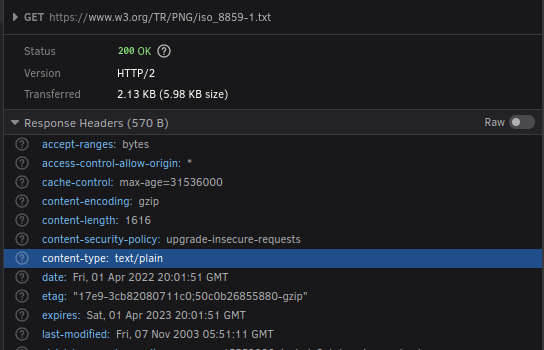 GET https://www.w3.org/TR/PNG/iso_8859-1.txt
Status 200 OK ?
Version HTTP/2
Transferred 2.13 KB (5.98 KB size)
Response Headers (570 B) Raw
? accept-ranges: bytes
? access-control-allow-origin: *
? cache-control: max-age=31536000
? content-encoding: gzip
? content-length: 1616
? content-security-policy: upgrade-insecure-requests
? content-type: text/plain
? date: Fri, 01 Apr 2022 20:01:51 GMT
? etag: "17e9-3cb82080711c0;50c0b26855880-gzip"
? expires: Sat, 01 Apr 2023 20:01:51 GMT
? last-modified: Fri, 07 Nov 2003 05:51:11 GMT